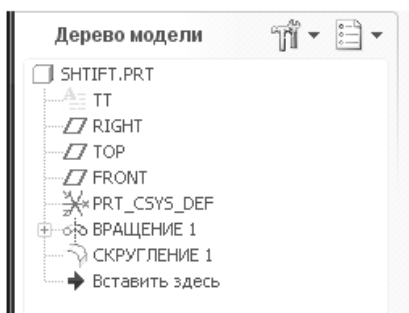 Дерево модели
SHTIFT.PRT
TT
RIGHT
TOP
FRONT
PRT_CSYS_DEF
ВРАЩЕНИЕ 1
СКРУГЛЕНИЕ 1
Вставить здесь